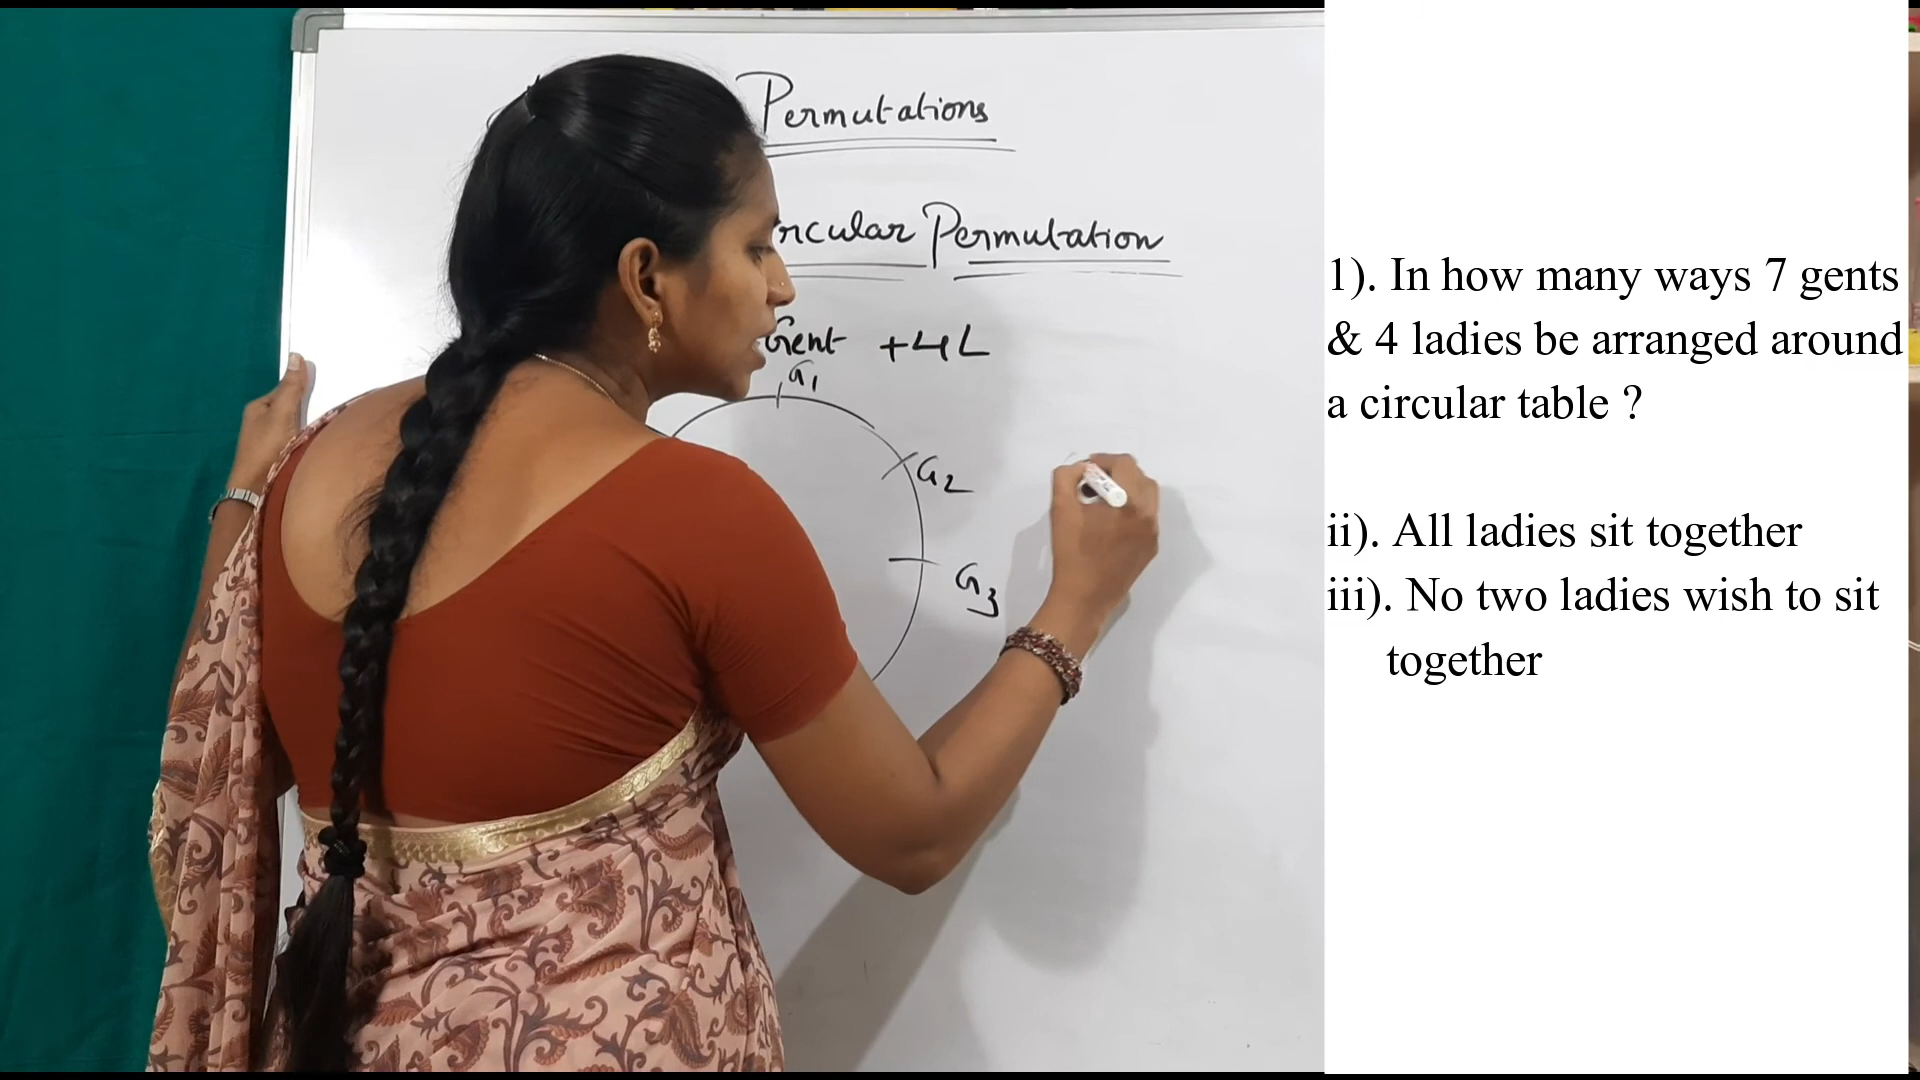 Permutations
rcular Permutation
Gent +4L
G1
G2
G3
1). In how many ways 7 gents
& 4 ladies be arranged around
a circular table ?
ii). All ladies sit together
iii). No two ladies wish to sit
together